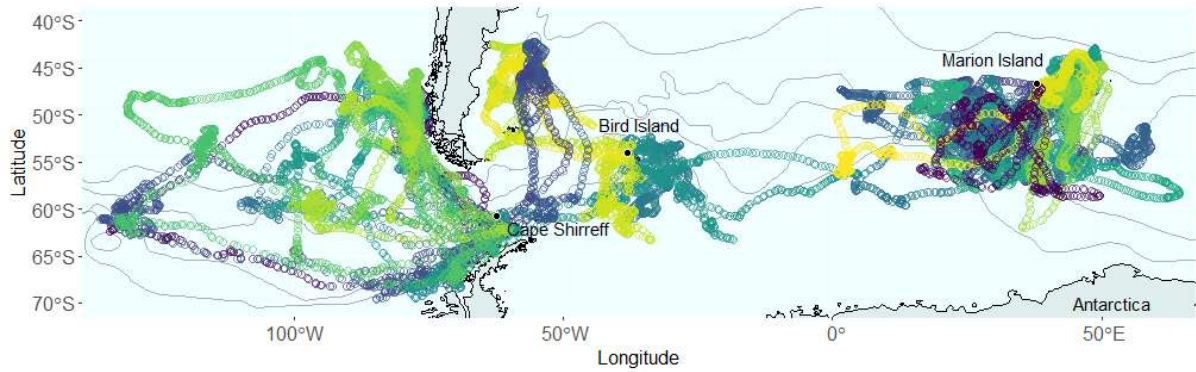 40°S
45°S
50°S
55°S
60°S
65°S
70°S
Latitude
Marion Island
Bird Island
Cape Shirreff
Antarctica
100°W
50°W
0°
50°E
Longitude